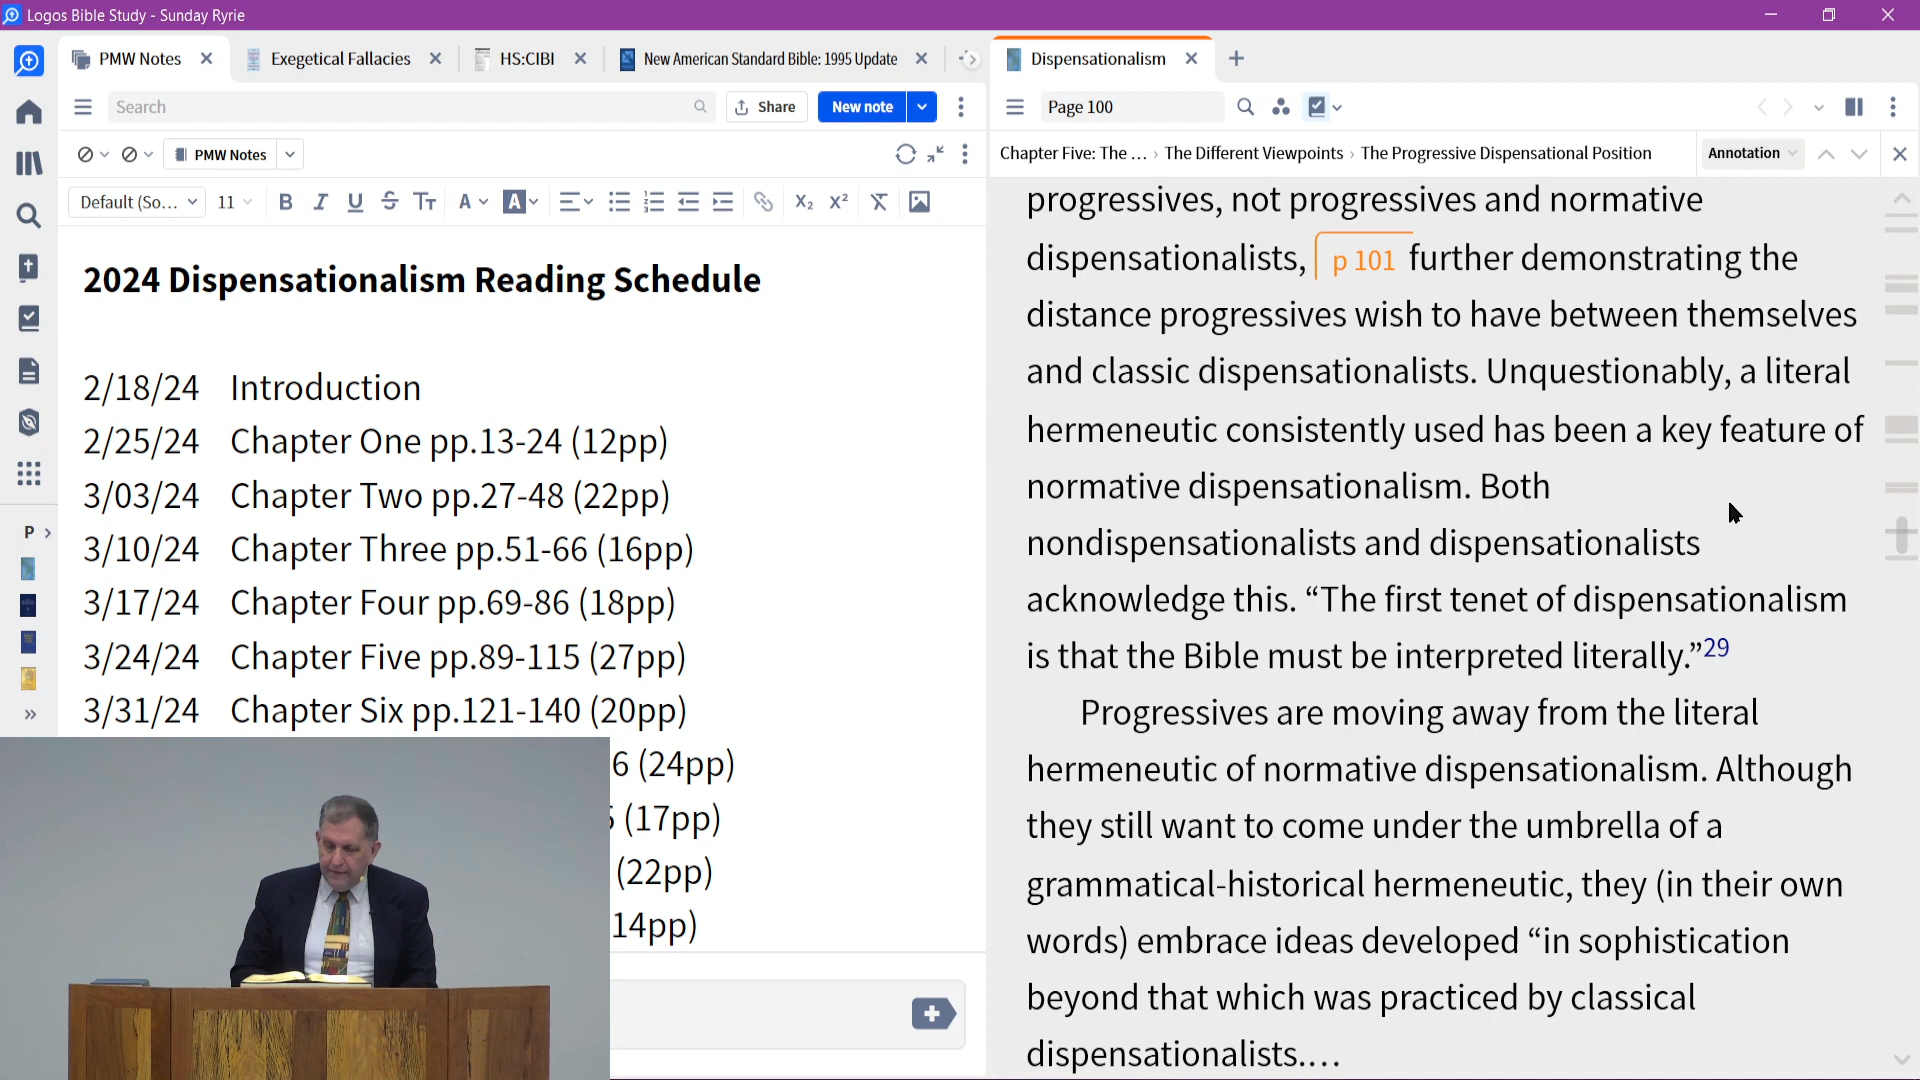 Logos Bible Study - Sunday Ryrie
PMW Notes
Exegetical Fallacies
HS:CIBI
New American Standard Bible: 1995 Update
Search
Share
New note
PMW Notes
Default (So...
11
B I U S Tт A A
X₂ X²
2024 Dispensationalism Reading Schedule
2/18/24 Introduction
2/25/24 Chapter One pp.13-24 (12pp)
3/03/24 Chapter Two pp.27-48 (22pp)
3/10/24 Chapter Three pp.51-66 (16pp)
3/17/24 Chapter Four pp.69-86 (18pp)
3/24/24 Chapter Five pp.89-115 (27pp)
3/31/24 Chapter Six pp.121-140 (20pp)
6 (24pp)
(17pp)
(22pp)
14pp)
P
Dispensationalism
Page 100
Chapter Five: The ... › The Different Viewpoints › The Progressive Dispensational Position
Annotation
progressives, not progressives and normative
dispensationalists, p 101 further demonstrating the
distance progressives wish to have between themselves
and classic dispensationalists. Unquestionably, a literal
hermeneutic consistently used has been a key feature of
normative dispensationalism. Both
nondispensationalists and dispensationalists
acknowledge this. “The first tenet of dispensationalism
is that the Bible must be interpreted literally.”29
Progressives are moving away from the literal
hermeneutic of normative dispensationalism. Although
they still want to come under the umbrella of a
grammatical-historical hermeneutic, they (in their own
words) embrace ideas developed “in sophistication
beyond that which was practiced by classical
dispensationalists....